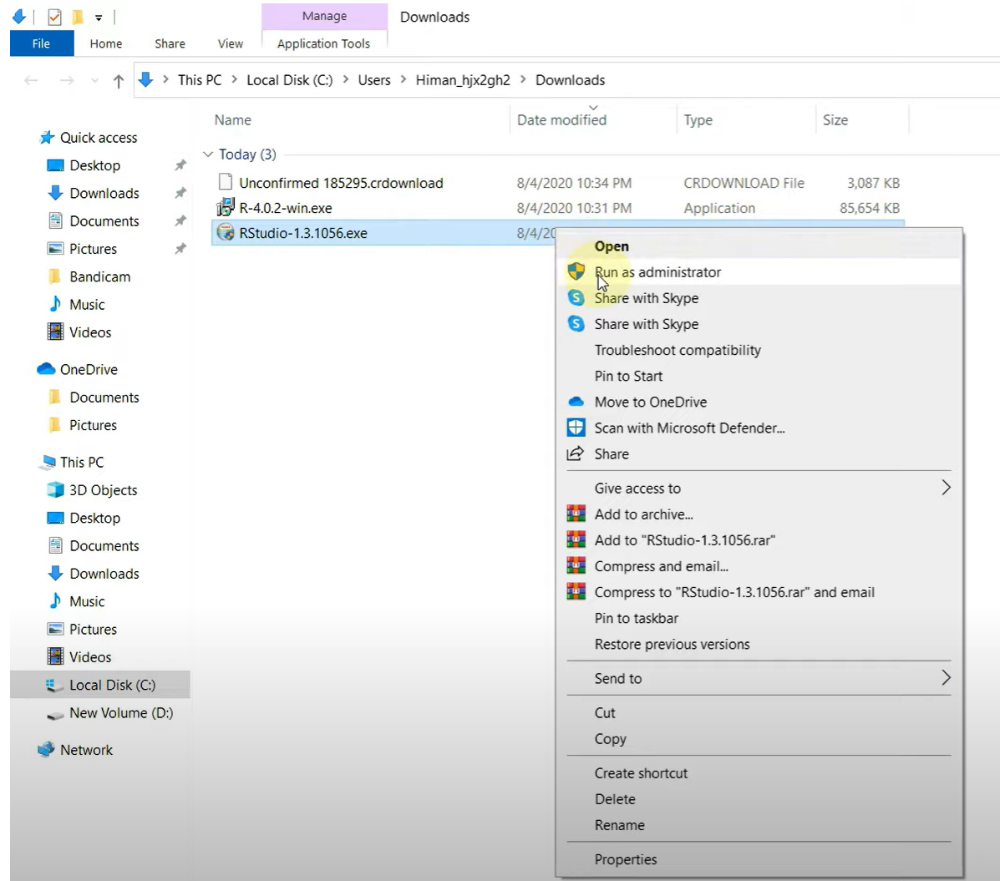 Manage
Downloads
File
Home
Share
View
Application Tools
This PC
Local Disk (C:)
Users
Himan_hjx2gh2
Downloads
Name
Date modified
Type
Size
Quick access
Desktop
Downloads
Documents
Pictures
Bandicam
Music
Videos
OneDrive
Documents
Pictures
This PC
3D Objects
Desktop
Documents
Downloads
Music
Pictures
Videos
Local Disk (C:)
New Volume (D:)
Network
Today (3)
Unconfirmed 185295.crdownload 8/4/2020 10:34 PM CRDOWNLOAD File 3,087 KB
R-4.0.2-win.exe 8/4/2020 10:31 PM Application 85,654 KB
RStudio-1.3.1056.exe 8/4/20
Open
Run as administrator
Share with Skype
Share with Skype
Troubleshoot compatibility
Pin to Start
Move to OneDrive
Scan with Microsoft Defender...
Share
Give access to
Add to archive...
Add to "RStudio-1.3.1056.rar"
Compress and email...
Compress to "RStudio-1.3.1056.rar" and email
Pin to taskbar
Restore previous versions
Send to
Cut
Copy
Create shortcut
Delete
Rename
Properties